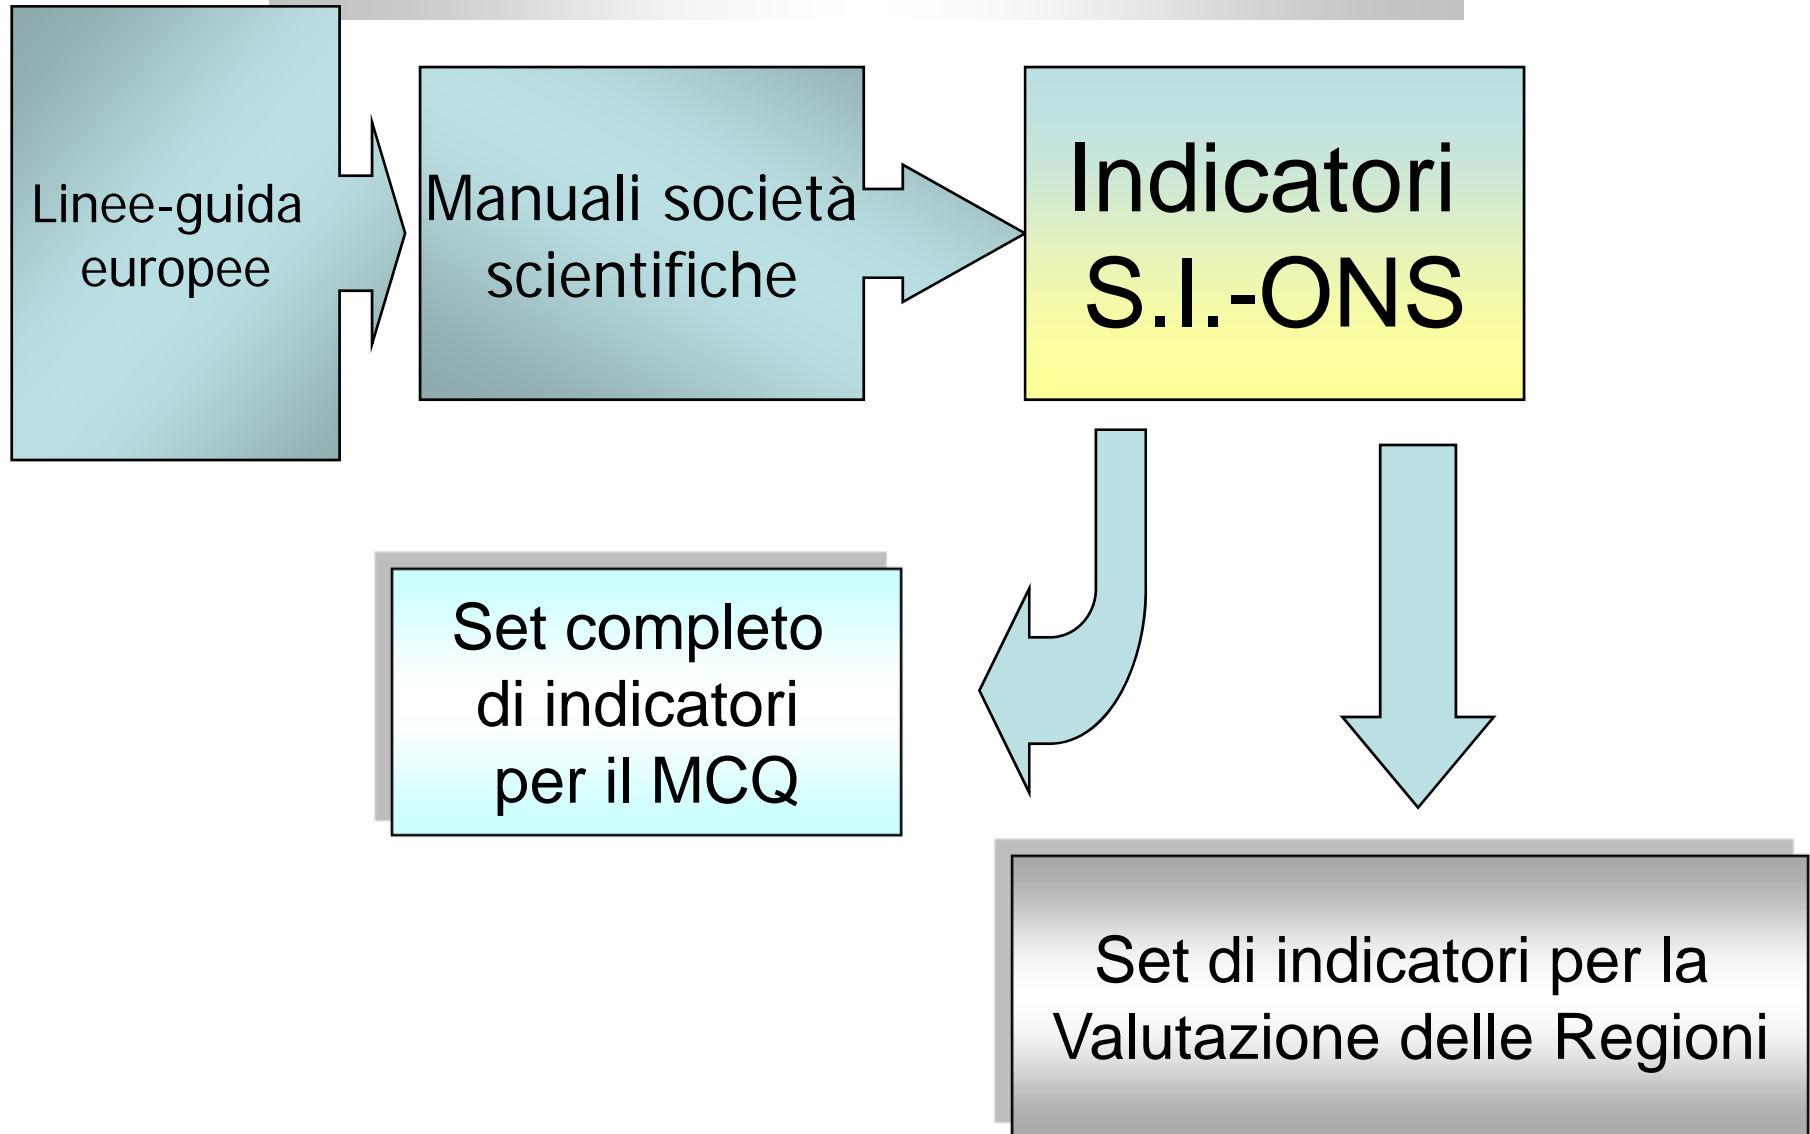 Linee-guida
europee
Manuali società
scientifiche
Indicatori
S.I.-ONS
Set completo
di indicatori
per il MCQ
Set di indicatori per la
Valutazione delle Regioni